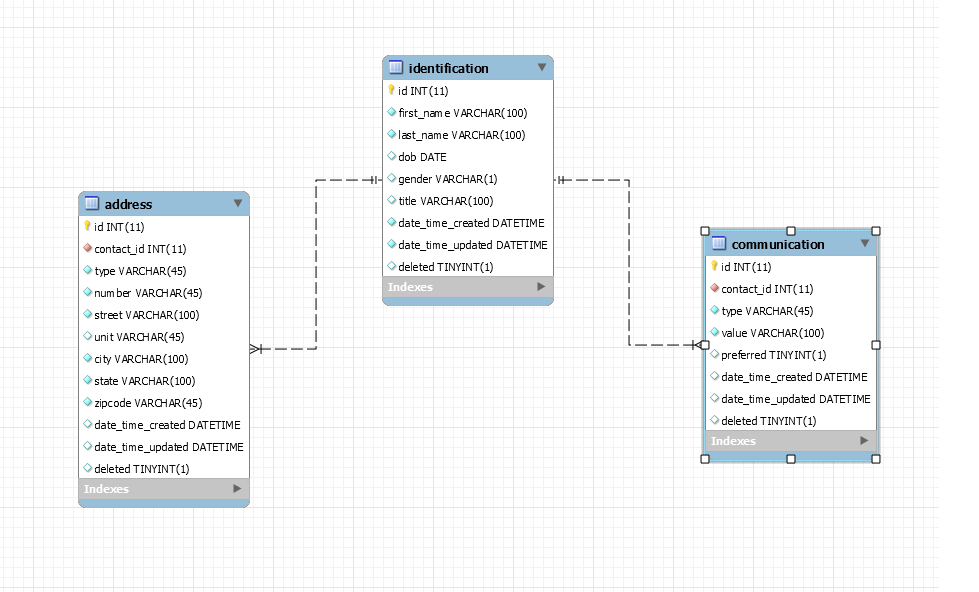 identification
id INT(11)
first_name VARCHAR(100)
last_name VARCHAR(100)
dob DATE
gender VARCHAR(1)
title VARCHAR(100)
date_time_created DATETIME
date_time_updated DATETIME
deleted TINYINT(1)
Indexes
address
id INT(11)
contact_id INT(11)
type VARCHAR(45)
number VARCHAR(45)
street VARCHAR(100)
unit VARCHAR(45)
city VARCHAR(100)
state VARCHAR(100)
zipcode VARCHAR(45)
date_time_created DATETIME
date_time_updated DATETIME
deleted TINYINT(1)
Indexes
communication
id INT(11)
contact_id INT(11)
type VARCHAR(45)
value VARCHAR(100)
preferred TINYINT(1)
date_time_created DATETIME
date_time_updated DATETIME
deleted TINYINT(1)
Indexes